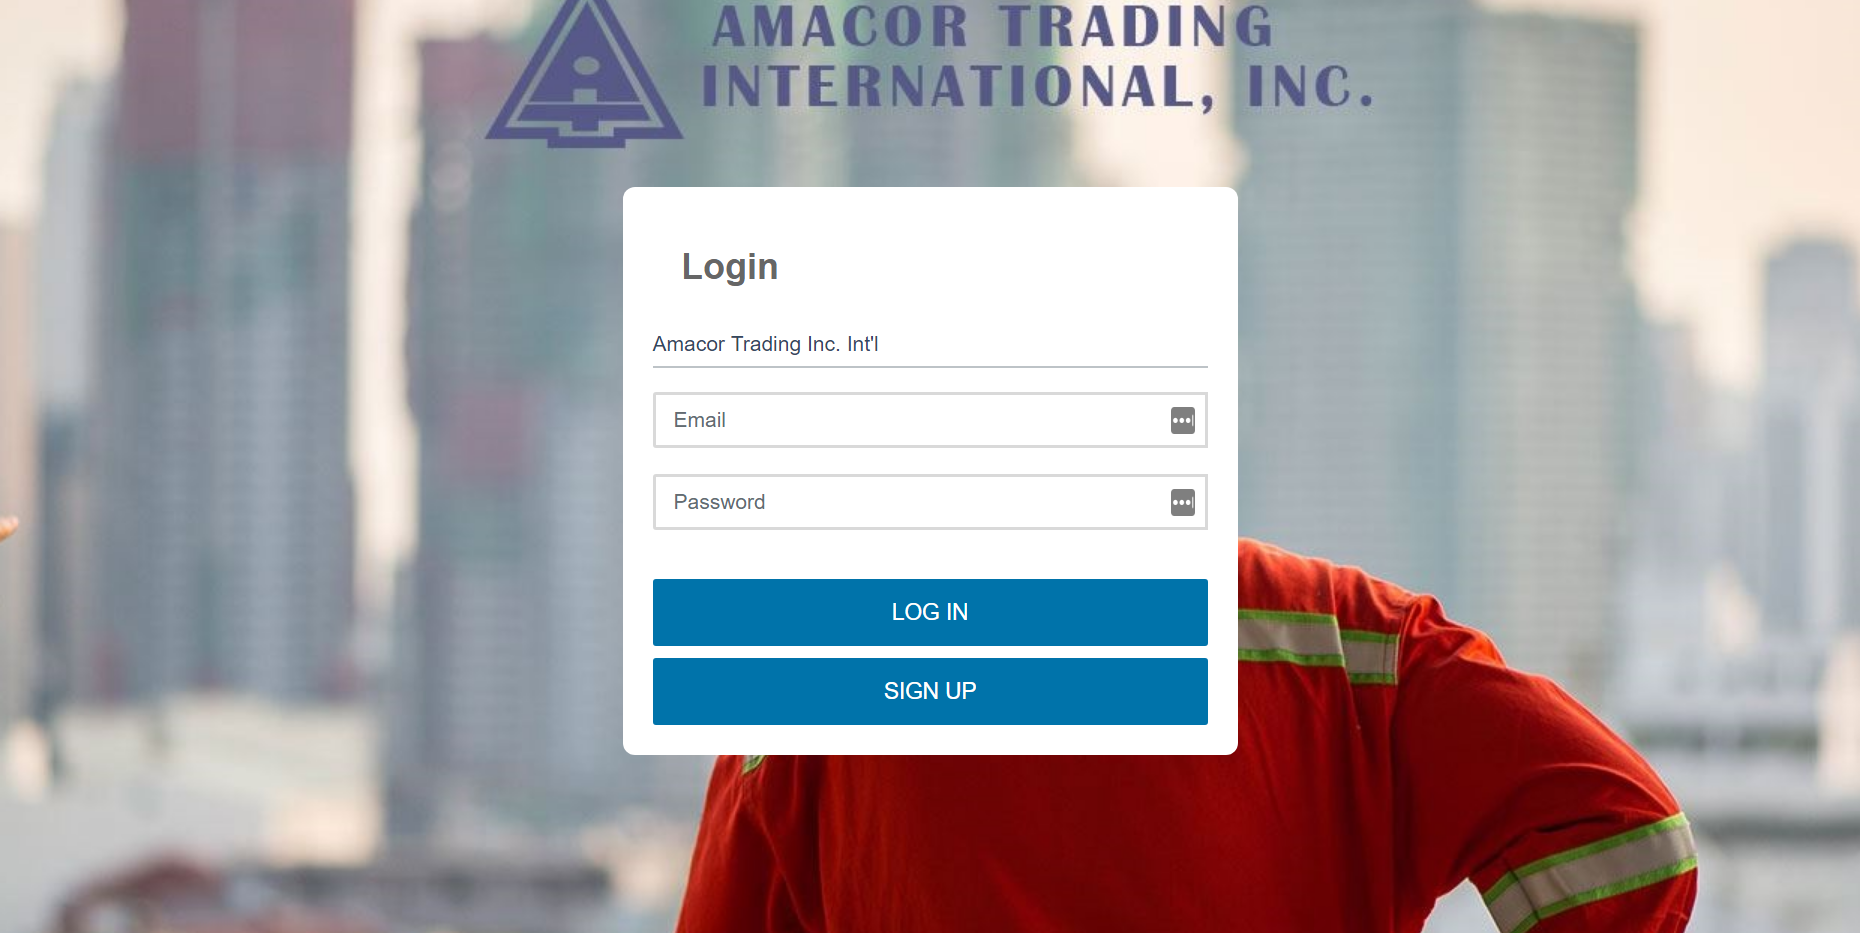 AMACOR TRADING
INTERNATIONAL, INC.
Login
Amacor Trading Inc. Int'l
Email
Password
LOG IN
SIGN UP